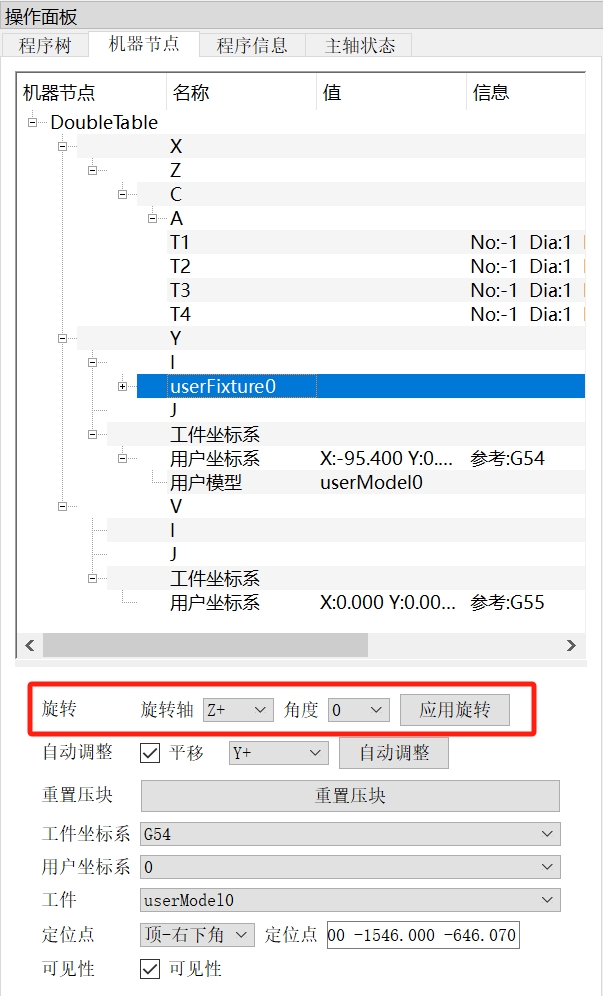 操作面板
程序树 机器节点 程序信息 主轴状态
机器节点 名称 值 信息
DoubleTable
X
Z
C
A
T1 No:-1 Dia:1
T2 No:-1 Dia:1
T3 No:-1 Dia:1
T4 No:-1 Dia:1
Y
I
userFixture0
J
工件坐标系
用户坐标系 X:-95.400 Y:0.... 参考:G54
用户模型 userModel0
V
I
J
工件坐标系
用户坐标系 X:0.000 Y:0.00... 参考:G55
旋转 旋转轴 Z+ 角度 0 应用旋转
自动调整 平移 Y+ 自动调整
重置压块 重置压块
工件坐标系 G54
用户坐标系 0
工件 userModel0
定位点 顶-右下角 定位点 00 -1546.000 -646.070
可见性 可见性